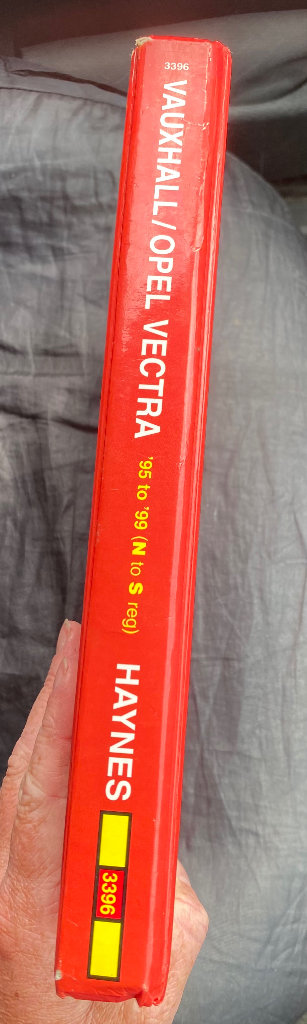 3396
VAUXHALL/OPEL VECTRA
'95 to '99 (N to S reg)
HAYNES
3396